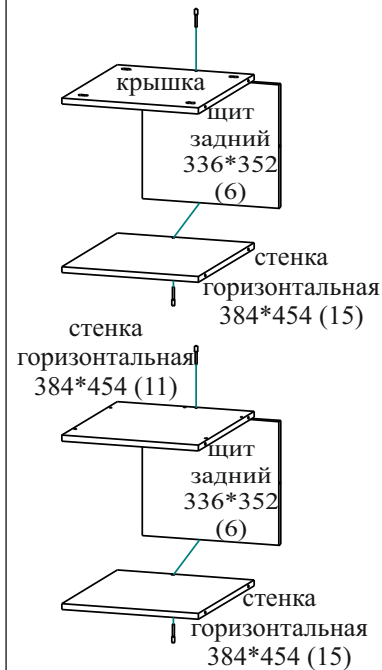 крышка
щит
задний
336*352
(6)
стенка
горизонтальная
384*454 (15)
стенка
горизонтальная
384*454 (11)
щит
задний
336*352
(6)
стенка
горизонтальная
384*454 (15)